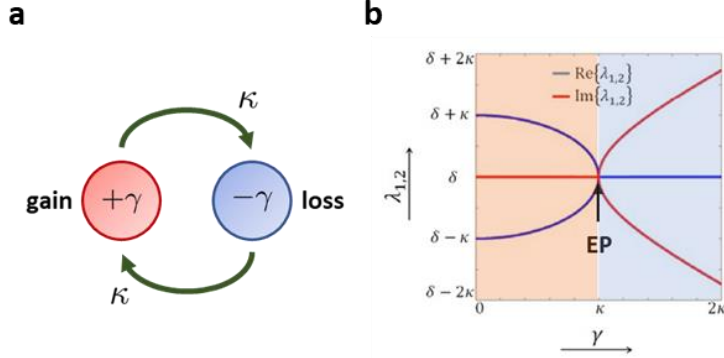 a
κ
gain
+γ
−γ
loss
κ
b
δ + 2κ
δ + κ
δ
δ − κ
δ − 2κ
λ₁,₂
Re{λ₁,₂}
Im{λ₁,₂}
EP
0
κ
2κ
γ